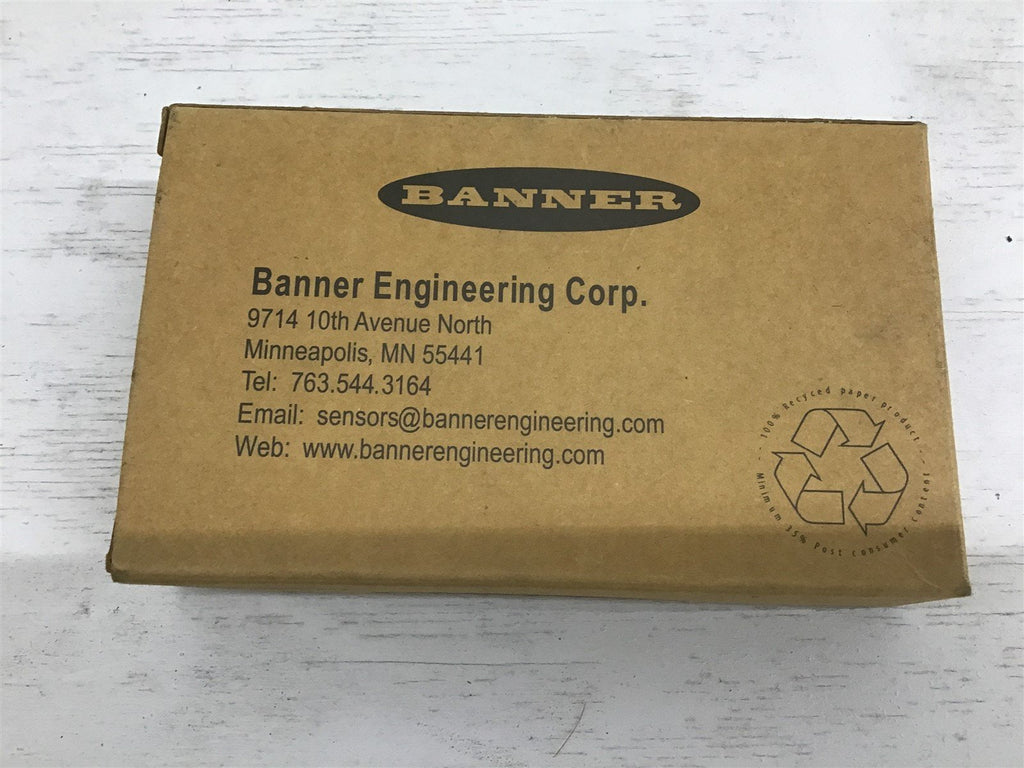 BANNER
Banner Engineering Corp.
9714 10th Avenue North
Minneapolis, MN 55441
Tel: 763.544.3164
Email: sensors@bannerengineering.com
Web: www.bannerengineering.com
100% Recycled paper product
Minimum 35% Post consumer content